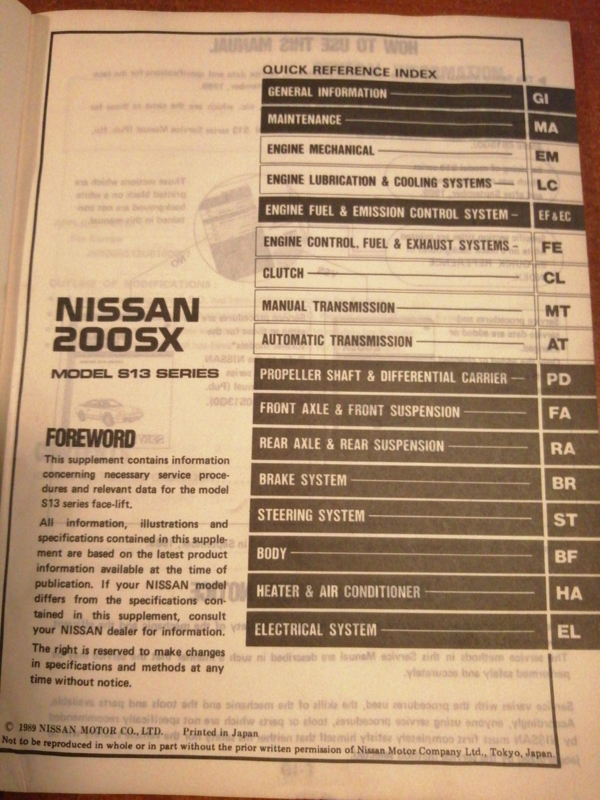 QUICK REFERENCE INDEX
GENERAL INFORMATION GI
MAINTENANCE MA
ENGINE MECHANICAL EM
ENGINE LUBRICATION & COOLING SYSTEMS LC
ENGINE FUEL & EMISSION CONTROL SYSTEM EF & EC
ENGINE CONTROL, FUEL & EXHAUST SYSTEMS FE
CLUTCH CL
MANUAL TRANSMISSION MT
AUTOMATIC TRANSMISSION AT
PROPELLER SHAFT & DIFFERENTIAL CARRIER PD
FRONT AXLE & FRONT SUSPENSION FA
REAR AXLE & REAR SUSPENSION RA
BRAKE SYSTEM BR
STEERING SYSTEM ST
BODY BF
HEATER & AIR CONDITIONER HA
ELECTRICAL SYSTEM EL
NISSAN
200SX
MODEL S13 SERIES
FOREWORD
This supplement contains information
concerning necessary service proce-
dures and relevant data for the model
S13 series face-lift.
All information, illustrations and
specifications contained in this supple-
ment are based on the latest product
information available at the time of
publication. If your NISSAN model
differs from the specifications con-
tained in this supplement, consult
your NISSAN dealer for information.
The right is reserved to make changes
in specifications and methods at any
time without notice.
© 1989 NISSAN MOTOR CO., LTD. Printed in Japan
Not to be reproduced in whole or in part without the prior written permission of Nissan Motor Company Ltd., Tokyo, Japan.